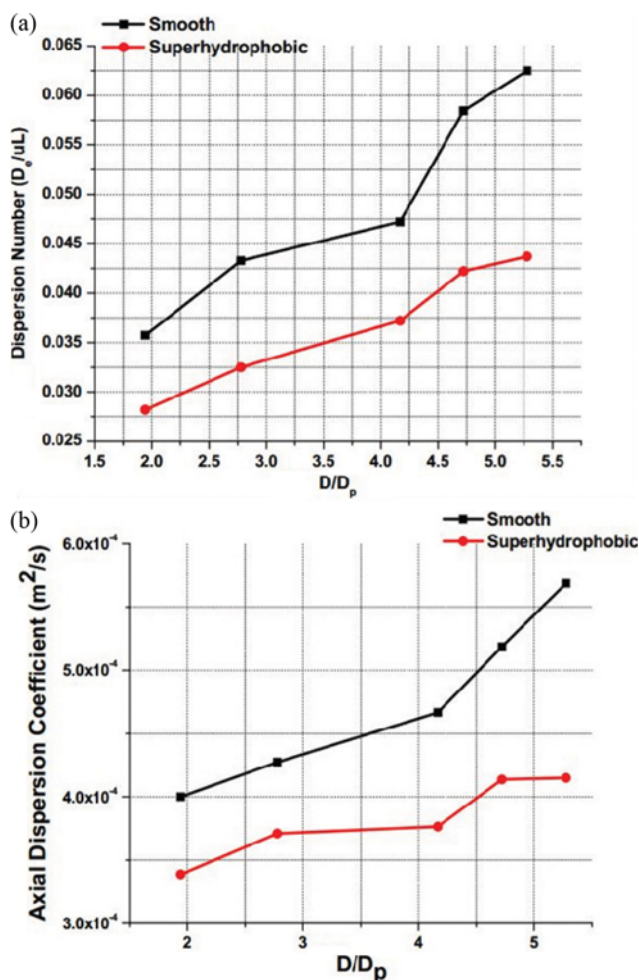 (a)
Smooth
Superhydrophobic
0.065
0.060
0.055
0.050
0.045
0.040
0.035
0.030
0.025
Dispersion Number (Dₑ/uL)
1.5 2.0 2.5 3.0 3.5 4.0 4.5 5.0 5.5
D/Dₚ
(b)
Smooth
Superhydrophobic
6.0x10⁻⁴
5.0x10⁻⁴
4.0x10⁻⁴
3.0x10⁻⁴
Axial Dispersion Coefficient (m²/s)
2 3 4 5
D/Dₚ